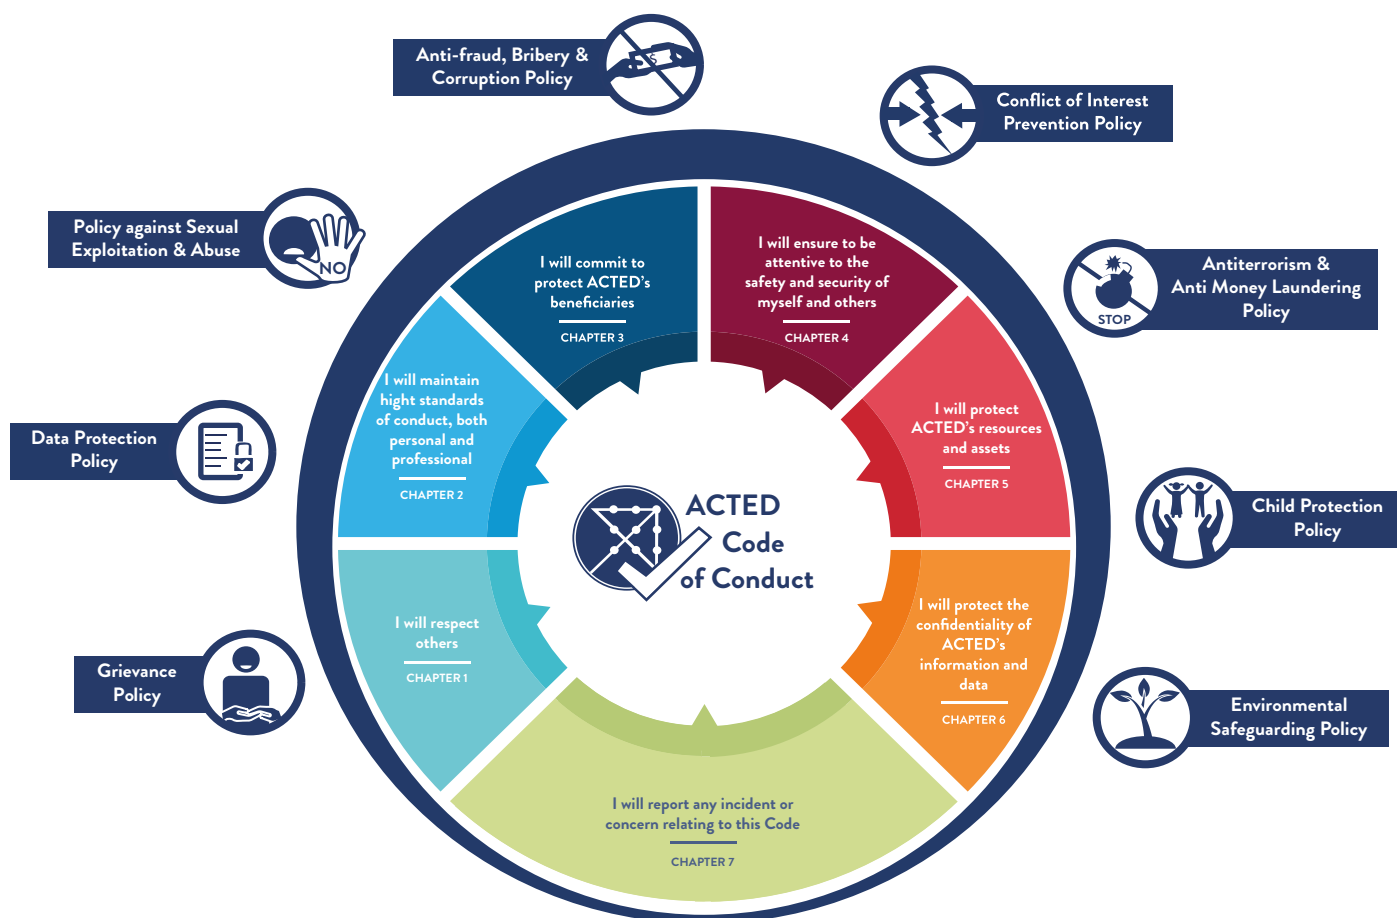 Anti-fraud, Bribery &
Corruption Policy
$
Conflict of Interest
Prevention Policy
Policy against Sexual
Exploitation & Abuse
NO
Antiterrorism &
Anti Money Laundering
Policy
STOP
Data Protection
Policy
Child Protection
Policy
Grievance
Policy
Environmental
Safeguarding Policy
ACTED
Code
of Conduct
I will respect
others
CHAPTER 1
I will maintain
hight standards
of conduct, both
personal and
professional
CHAPTER 2
I will commit to
protect ACTED's
beneficiaries
CHAPTER 3
I will ensure to be
attentive to the
safety and security of
myself and others
CHAPTER 4
I will protect
ACTED's resources
and assets
CHAPTER 5
I will protect the
confidentiality of
ACTED's
information and
data
CHAPTER 6
I will report any incident or
concern relating to this Code
CHAPTER 7